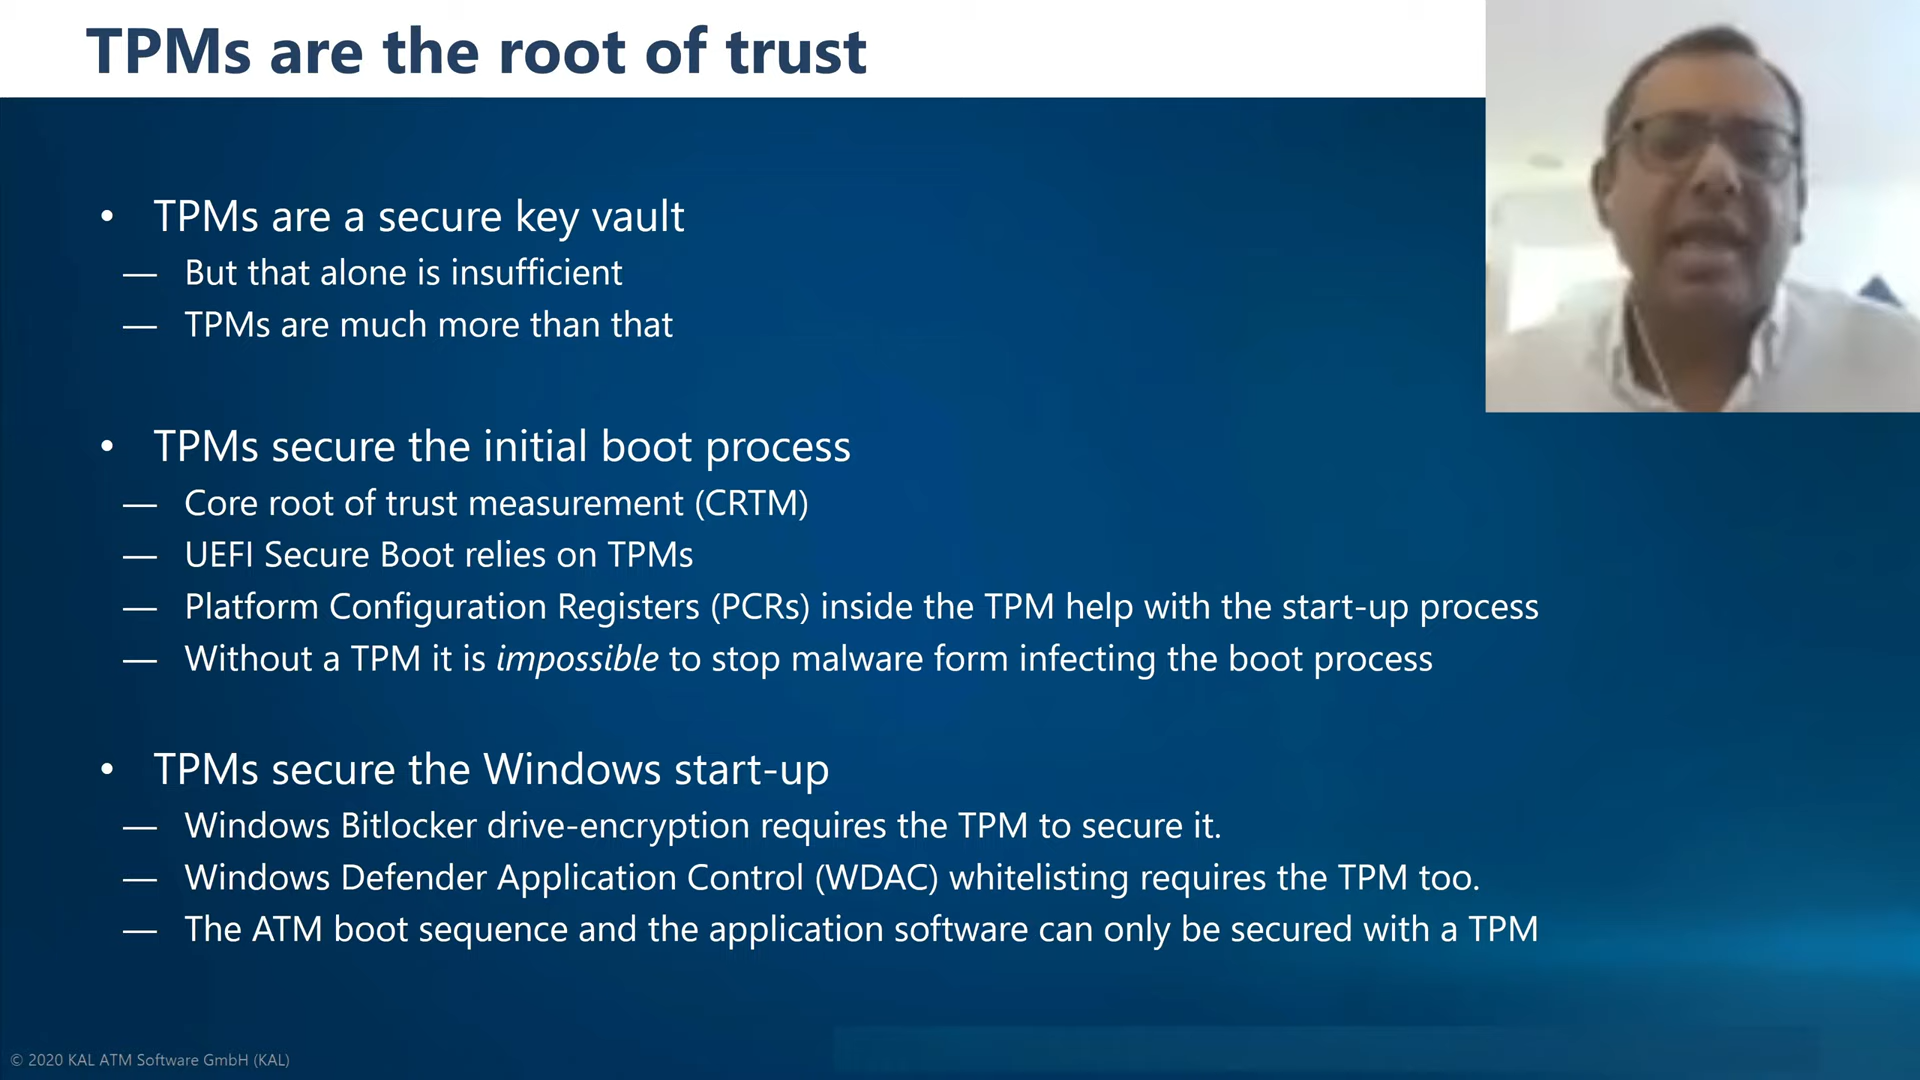 TPMs are the root of trust
• TPMs are a secure key vault
— But that alone is insufficient
— TPMs are much more than that
• TPMs secure the initial boot process
— Core root of trust measurement (CRTM)
— UEFI Secure Boot relies on TPMs
— Platform Configuration Registers (PCRs) inside the TPM help with the start-up process
— Without a TPM it is impossible to stop malware form infecting the boot process
• TPMs secure the Windows start-up
— Windows Bitlocker drive-encryption requires the TPM to secure it.
— Windows Defender Application Control (WDAC) whitelisting requires the TPM too.
— The ATM boot sequence and the application software can only be secured with a TPM
© 2020 KAL ATM Software GmbH (KAL)